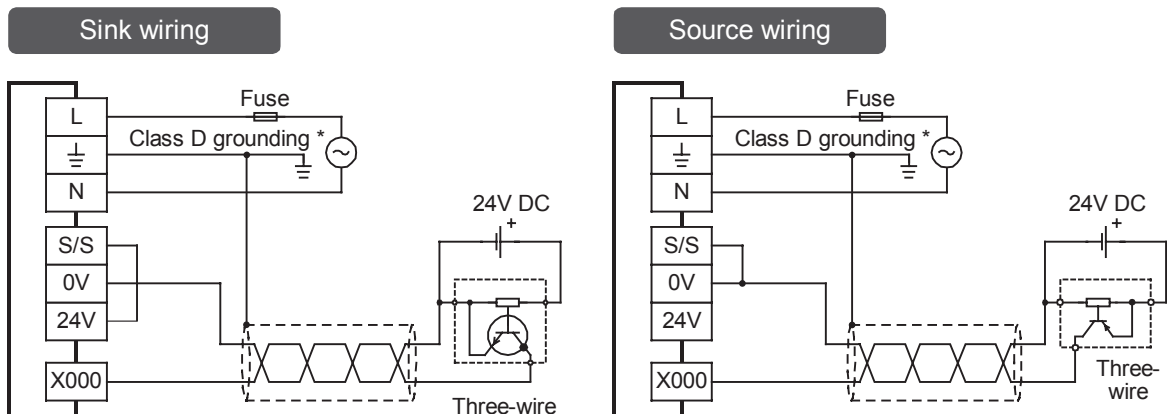 Sink wiring
L
Fuse
Class D grounding *
N
S/S
0V
24V
X000
24V DC
+
Three-wire
Source wiring
L
Fuse
Class D grounding *
N
S/S
0V
24V
X000
24V DC
+
Three-
wire